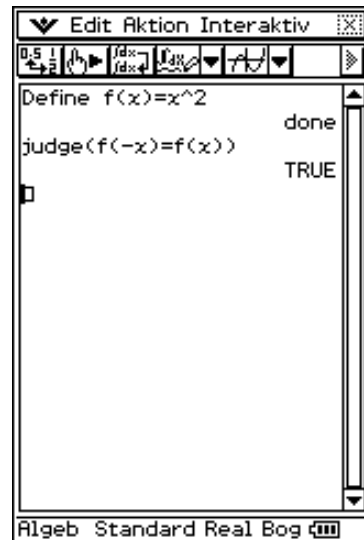 Edit Aktion Interaktiv
Define f(x)=x^2
done
judge(f(-x)=f(x))
TRUE
Algeb Standard Real Bog